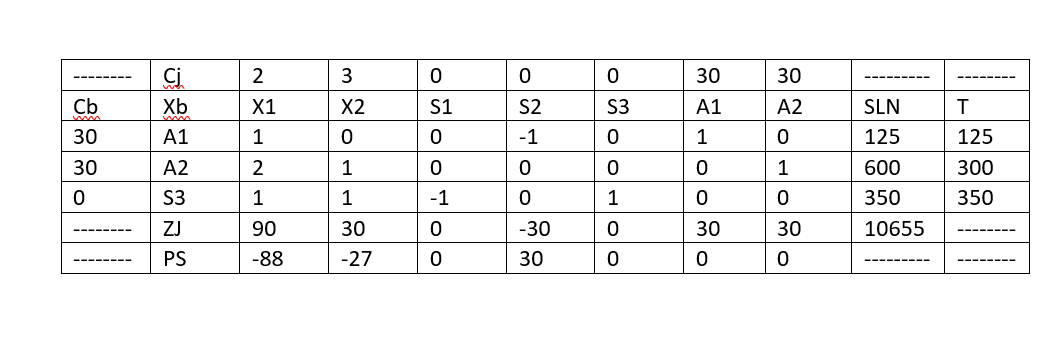 -------- Cj 2 3 0 0 0 30 30 --------- --------
Cb Xb X1 X2 S1 S2 S3 A1 A2 SLN T
30 A1 1 0 0 -1 0 1 0 125 125
30 A2 2 1 0 0 0 0 1 600 300
0 S3 1 1 -1 0 1 0 0 350 350
-------- ZJ 90 30 0 -30 0 30 30 10655 --------
-------- PS -88 -27 0 30 0 0 0 --------- --------